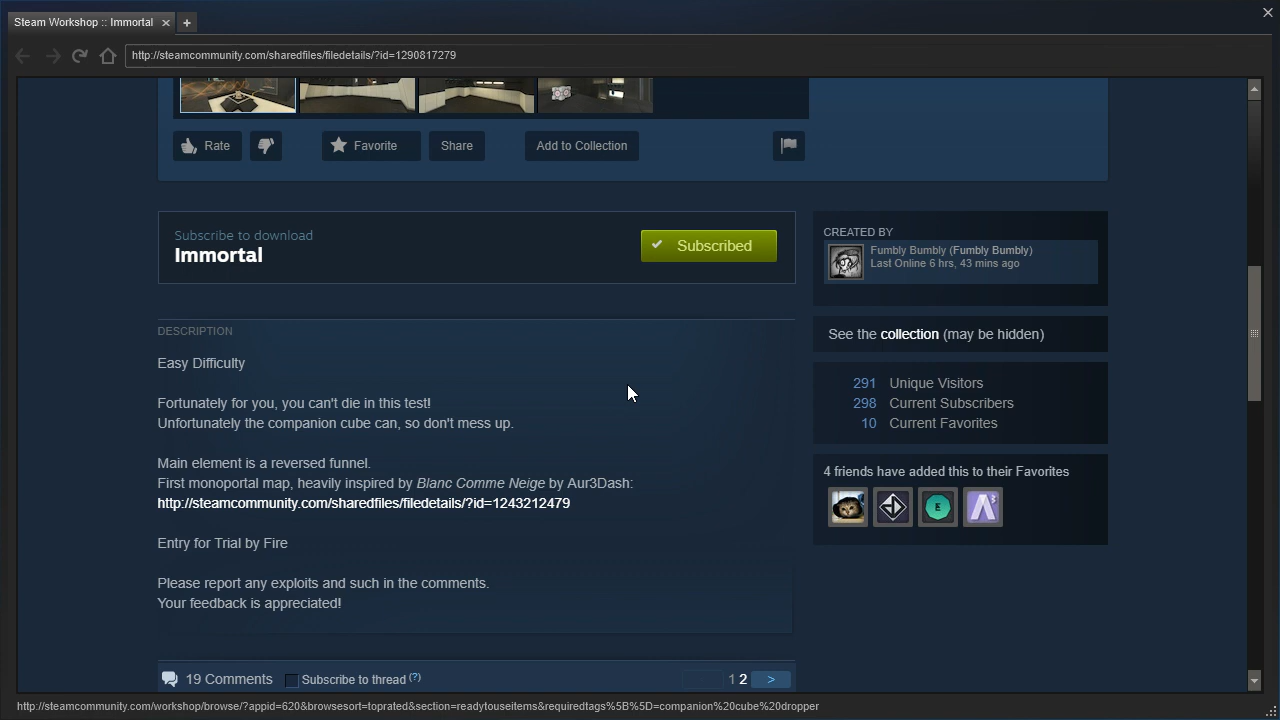 Steam Workshop :: Immortal
http://steamcommunity.com/sharedfiles/filedetails/?id=1290817279
Rate
Favorite
Share
Add to Collection
Subscribe to download
Immortal
Subscribed
CREATED BY
Fumbly Bumbly (Fumbly Bumbly)
Last Online 6 hrs, 43 mins ago
See the collection (may be hidden)
291 Unique Visitors
298 Current Subscribers
10 Current Favorites
4 friends have added this to their Favorites
E
DESCRIPTION
Easy Difficulty
Fortunately for you, you can't die in this test!
Unfortunately the companion cube can, so don't mess up.
Main element is a reversed funnel.
First monoportal map, heavily inspired by Blanc Comme Neige by Aur3Dash:
http://steamcommunity.com/sharedfiles/filedetails/?id=1243212479
Entry for Trial by Fire
Please report any exploits and such in the comments.
Your feedback is appreciated!
19 Comments Subscribe to thread (?) 1 2 >
http://steamcommunity.com/workshop/browse/?appid=620&browsesort=toprated&section=readytouseitems&requiredtags%5B%5D=companion%20cube%20dropper